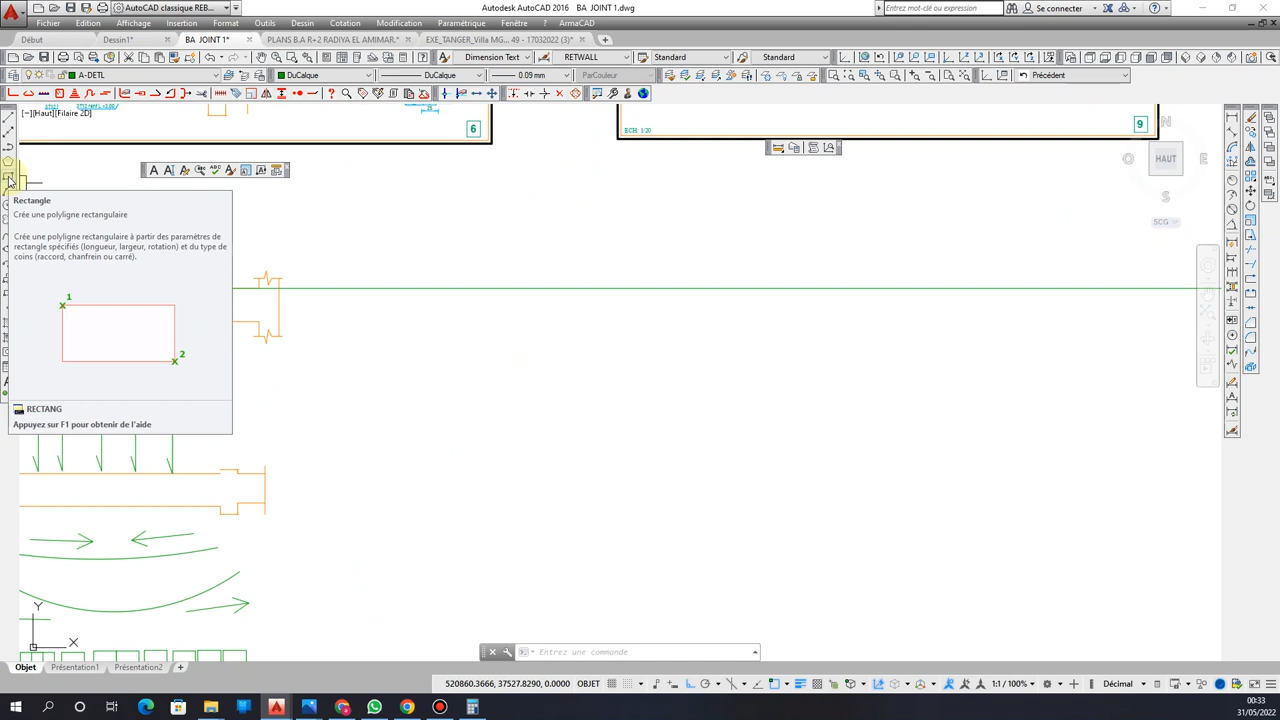 AutoCAD classique REB...
Autodesk AutoCAD 2016 BA JOINT 1.dwg
Entrez mot-clé ou expression
Se connecter
Fichier Edition Affichage Insertion Format Outils Dessin Cotation Modification Paramétrique Fenêtre ? ArmaCAD
Début Dessin1* BA JOINT 1* PLANS B.A R+2 RADIYA EL AMIMAR.* EXE_TANGER_Villa MG... 49 - 17032022 (3)*
Dimension Text RETWALL Standard Standard
A-DETL DuCalque DuCalque 0.09 mm ParCouleur Précédent
[−][Haut][Filaire 2D]
6
ECH: 1/20
9
N
O HAUT E
S
SCG
Rectangle
Crée une polyligne rectangulaire
Crée une polyligne rectangulaire à partir des paramètres de
rectangle spécifiés (longueur, largeur, rotation) et du type de
coins (raccord, chanfrein ou carré).
1
2
RECTANG
Appuyez sur F1 pour obtenir de l'aide
Y
X
Entrez une commande
Objet Présentation1 Présentation2 +
520860.3666, 37527.8290, 0.0000 OBJET 1:1 / 100% Décimal
00:33
31/05/2022